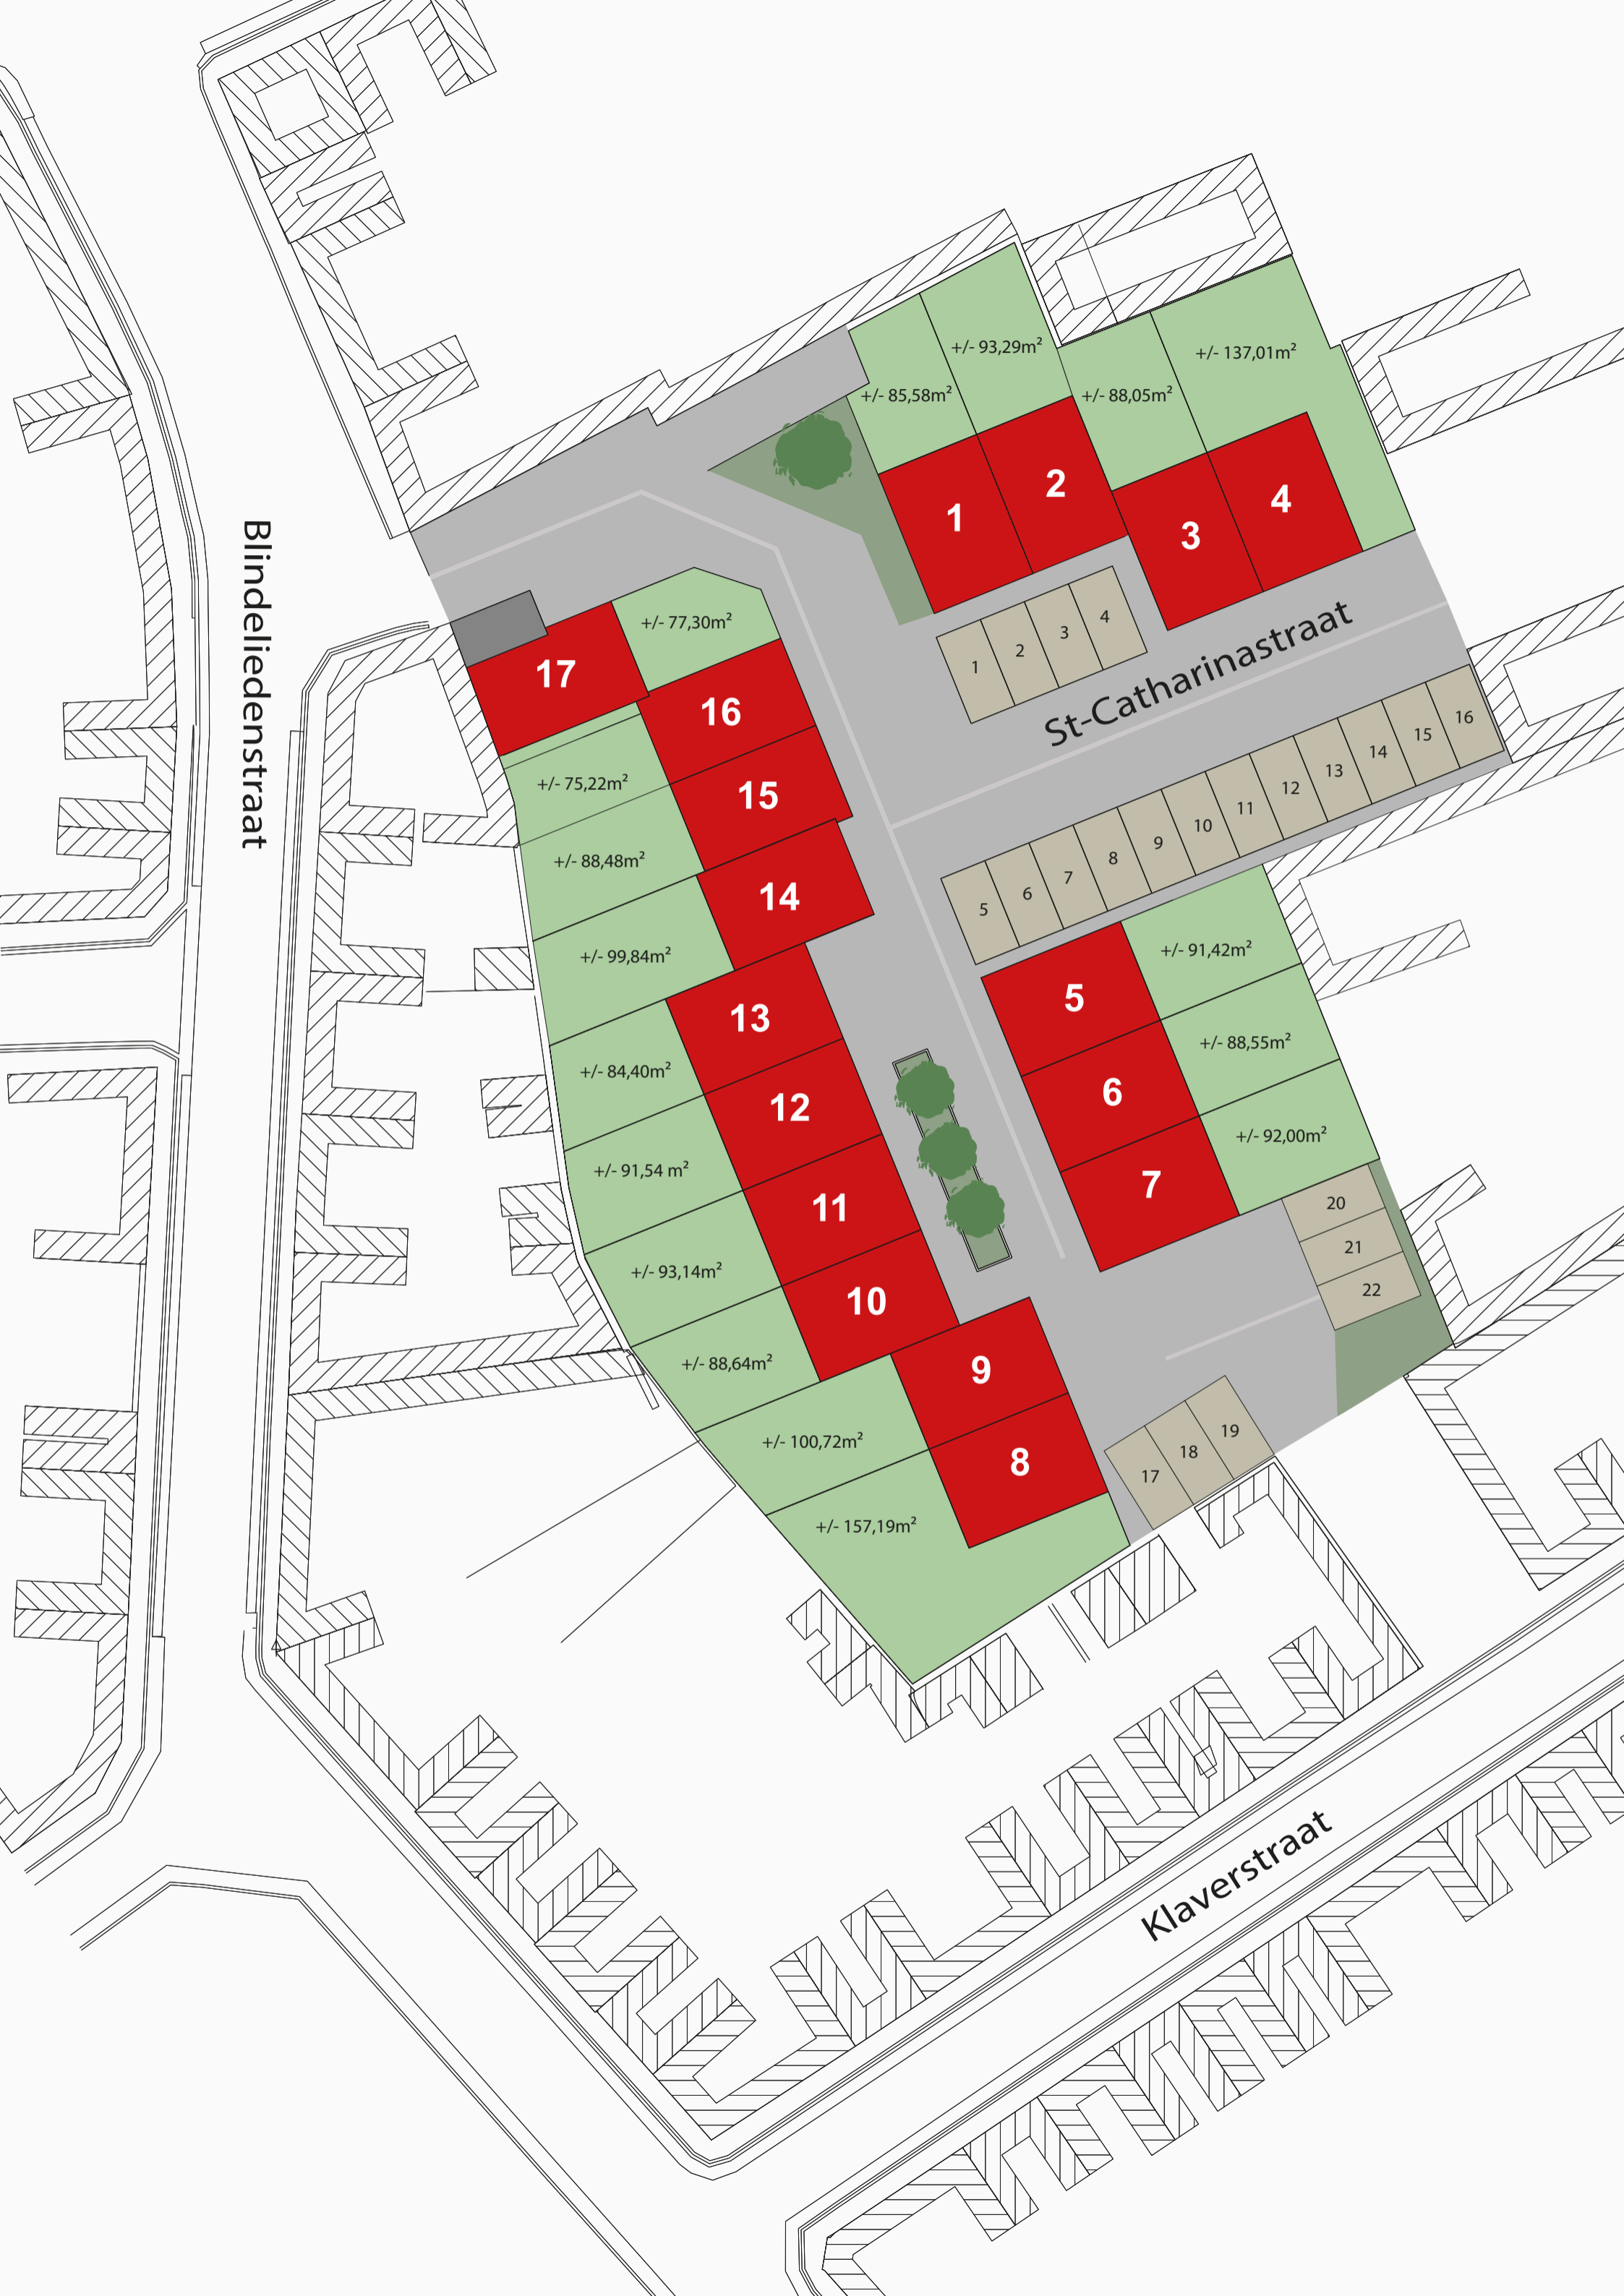 +/- 93,29m²
+/- 137,01m²
+/- 85,58m²
+/- 88,05m²
1
2
3
4
Blindeliedenstraat
+/- 77,30m²
17
16
1
2
3
4
St-Catharinastraat
+/- 75,22m²
15
+/- 88,48m²
14
5
6
7
8
9
10
11
12
13
14
15
16
+/- 99,84m²
13
5
+/- 91,42m²
+/- 84,40m²
12
6
+/- 88,55m²
+/- 91,54 m²
11
7
+/- 92,00m²
20
21
22
+/- 93,14m²
10
+/- 88,64m²
9
+/- 100,72m²
8
17
18
19
+/- 157,19m²
Klaverstraat